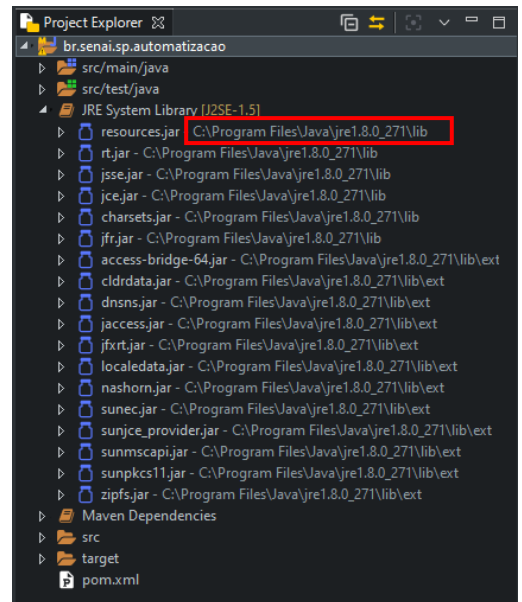 Project Explorer
br.senai.sp.automatizacao
src/main/java
src/test/java
JRE System Library [J2SE-1.5]
resources.jar - C:\Program Files\Java\jre1.8.0_271\lib
rt.jar - C:\Program Files\Java\jre1.8.0_271\lib
jsse.jar - C:\Program Files\Java\jre1.8.0_271\lib
jce.jar - C:\Program Files\Java\jre1.8.0_271\lib
charsets.jar - C:\Program Files\Java\jre1.8.0_271\lib
jfr.jar - C:\Program Files\Java\jre1.8.0_271\lib
access-bridge-64.jar - C:\Program Files\Java\jre1.8.0_271\lib\ext
cldrdata.jar - C:\Program Files\Java\jre1.8.0_271\lib\ext
dnsns.jar - C:\Program Files\Java\jre1.8.0_271\lib\ext
jaccess.jar - C:\Program Files\Java\jre1.8.0_271\lib\ext
jfxrt.jar - C:\Program Files\Java\jre1.8.0_271\lib\ext
localedata.jar - C:\Program Files\Java\jre1.8.0_271\lib\ext
nashorn.jar - C:\Program Files\Java\jre1.8.0_271\lib\ext
sunec.jar - C:\Program Files\Java\jre1.8.0_271\lib\ext
sunjce_provider.jar - C:\Program Files\Java\jre1.8.0_271\lib\ext
sunmscapi.jar - C:\Program Files\Java\jre1.8.0_271\lib\ext
sunpkcs11.jar - C:\Program Files\Java\jre1.8.0_271\lib\ext
zipfs.jar - C:\Program Files\Java\jre1.8.0_271\lib\ext
Maven Dependencies
src
target
pom.xml